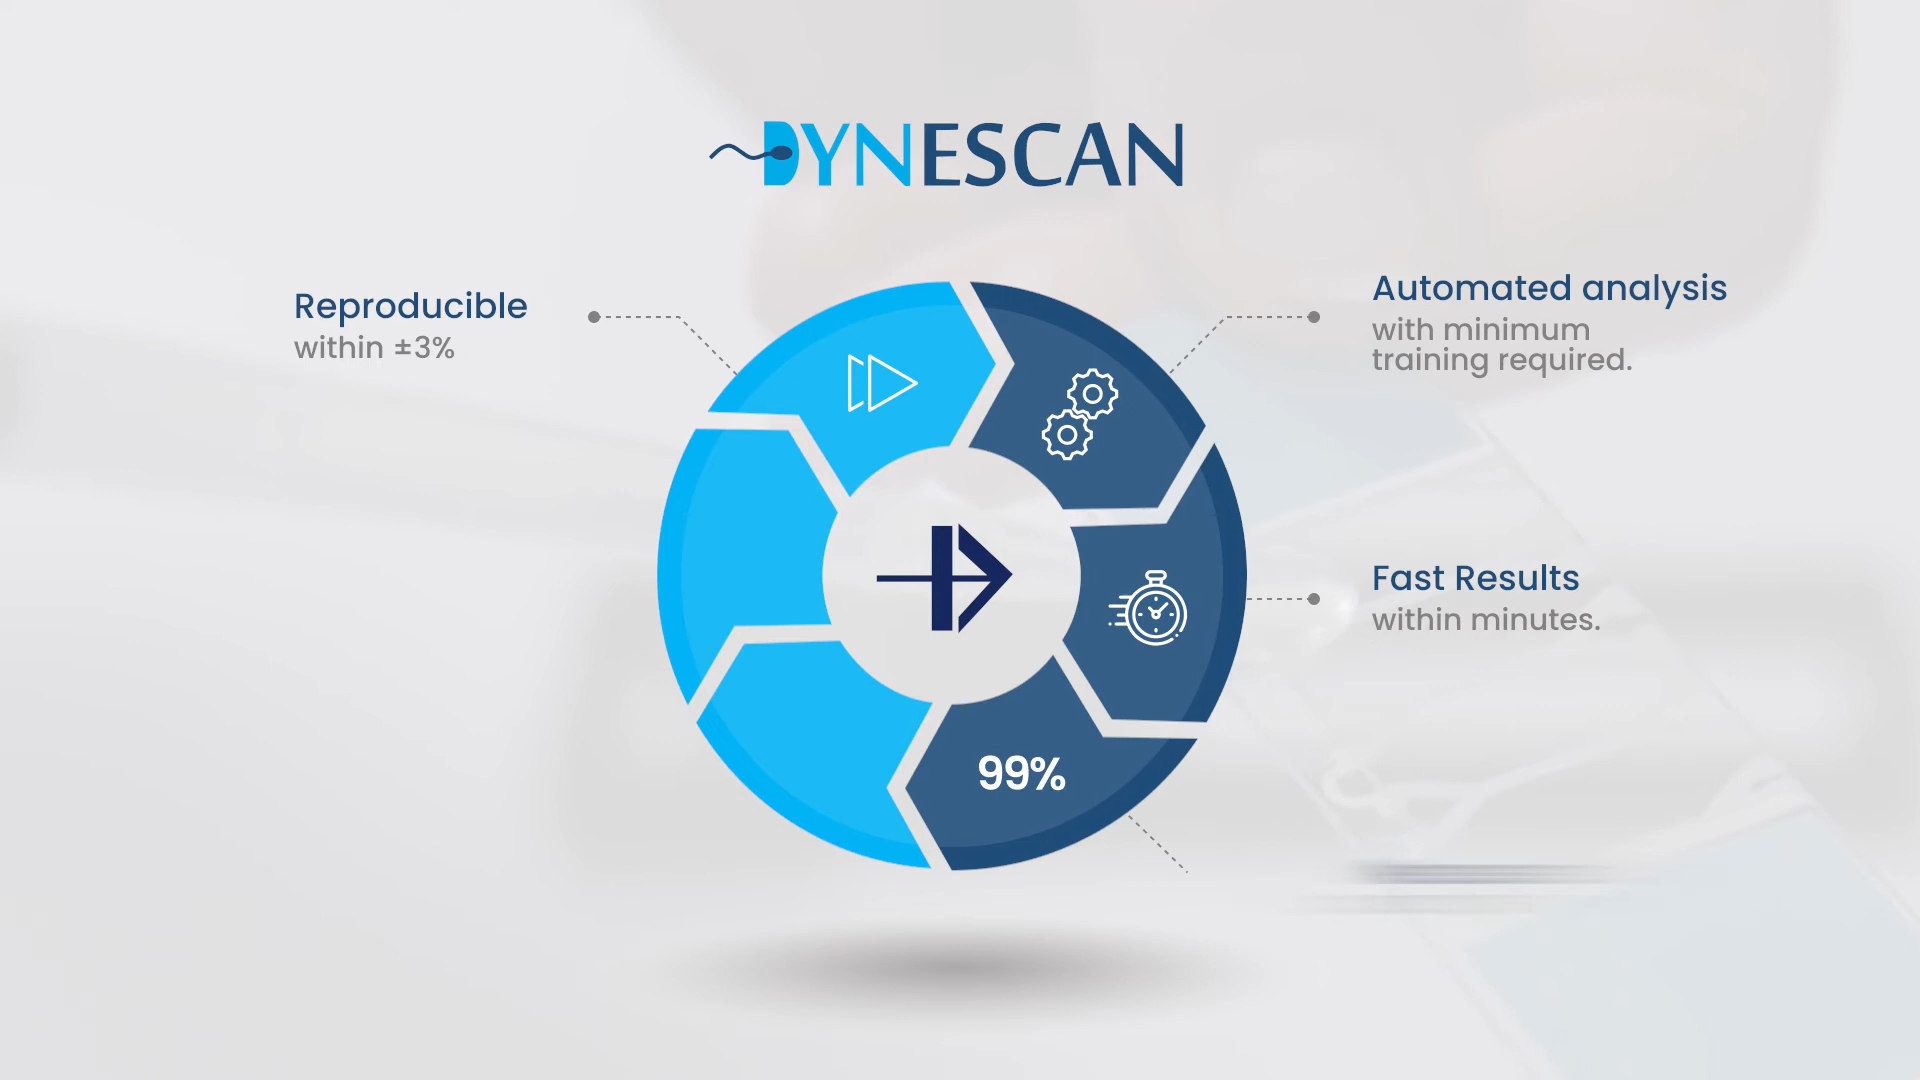 DYNESCAN
Reproducible
within ±3%
Automated analysis
with minimum
training required.
Fast Results
within minutes.
99%